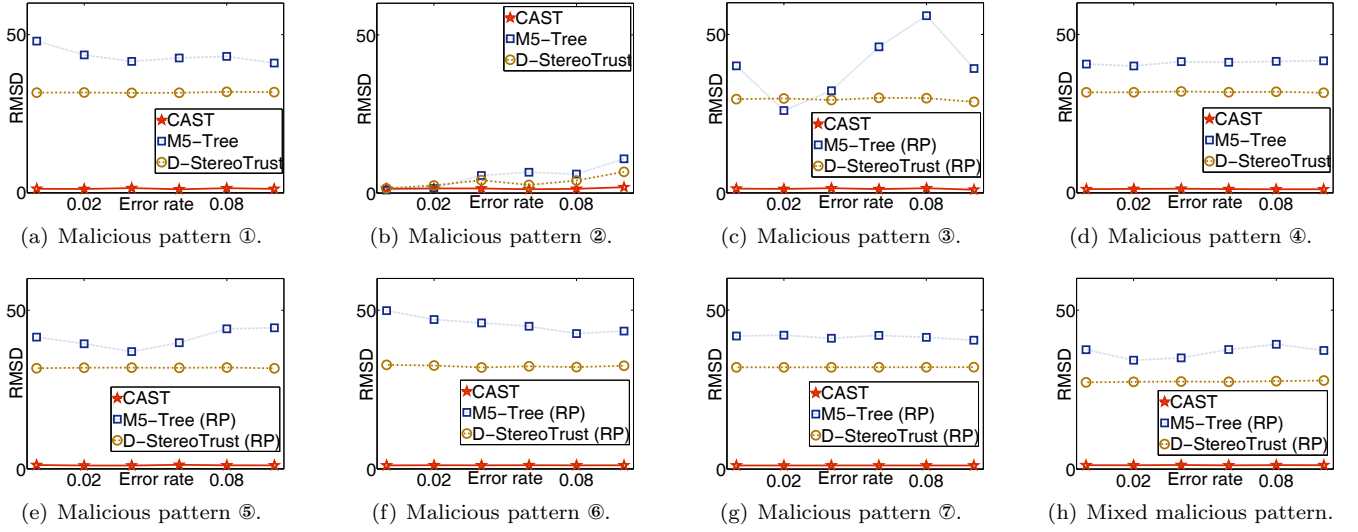 50
RMSD
0
CAST
M5-Tree
D-StereoTrust
0.02
Error rate
0.08
(a) Malicious pattern ①.
50
RMSD
0
CAST
M5-Tree
D-StereoTrust
0.02
Error rate
0.08
(b) Malicious pattern ②.
50
RMSD
0
CAST
M5-Tree (RP)
D-StereoTrust (RP)
0.02
Error rate
0.08
(c) Malicious pattern ③.
50
RMSD
0
CAST
M5-Tree
D-StereoTrust
0.02
Error rate
0.08
(d) Malicious pattern ④.
50
RMSD
0
CAST
M5-Tree (RP)
D-StereoTrust (RP)
0.02
Error rate
0.08
(e) Malicious pattern ⑤.
50
RMSD
0
CAST
M5-Tree (RP)
D-StereoTrust (RP)
0.02
Error rate
0.08
(f) Malicious pattern ⑥.
50
RMSD
0
CAST
M5-Tree (RP)
D-StereoTrust (RP)
0.02
Error rate
0.08
(g) Malicious pattern ⑦.
50
RMSD
0
CAST
M5-Tree (RP)
D-StereoTrust (RP)
0.02
Error rate
0.08
(h) Mixed malicious pattern.